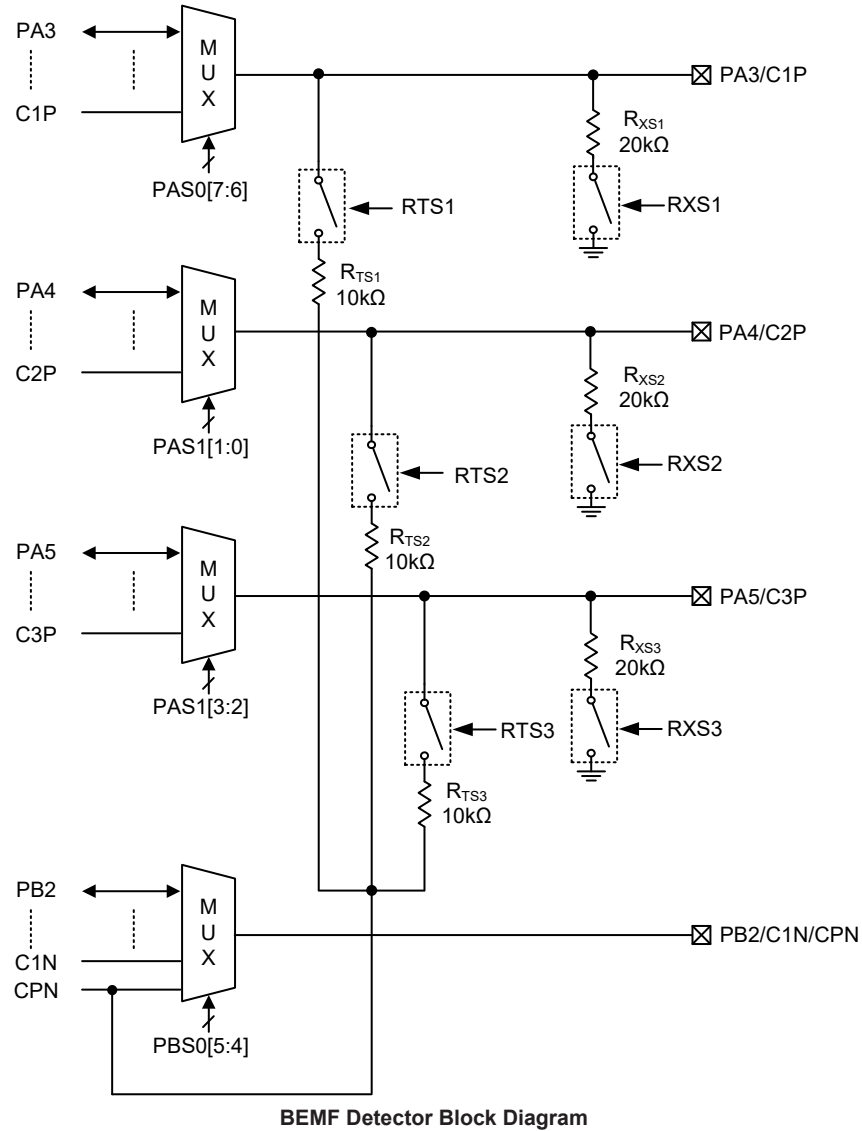 PA3
C1P
M
U
X
PAS0[7:6]
PA3/C1P
RTS1
RTS1
10kΩ
RXS1
20kΩ
RXS1
PA4
C2P
M
U
X
PAS1[1:0]
PA4/C2P
RTS2
RTS2
10kΩ
RXS2
20kΩ
RXS2
PA5
C3P
M
U
X
PAS1[3:2]
PA5/C3P
RTS3
RTS3
10kΩ
RXS3
20kΩ
RXS3
PB2
C1N
CPN
M
U
X
PBS0[5:4]
PB2/C1N/CPN
BEMF Detector Block Diagram